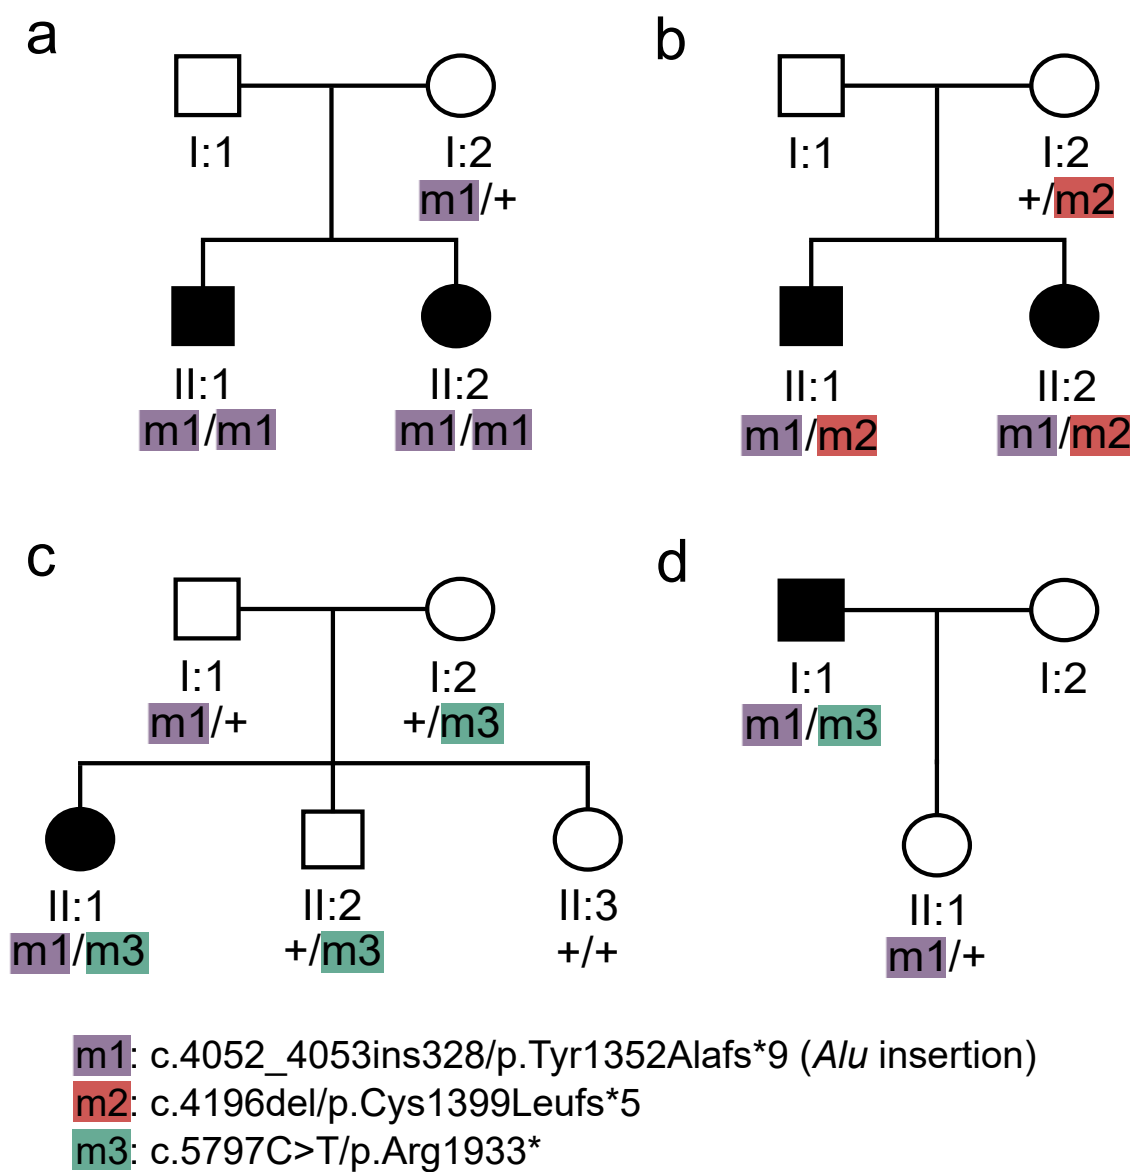 a
b
I:1
I:2
m1/+
I:1
I:2
+/m2
II:1
m1/m1
II:2
m1/m1
II:1
m1/m2
II:2
m1/m2
c
d
I:1
m1/+
I:2
+/m3
I:1
m1/m3
I:2
II:1
m1/m3
II:2
+/m3
II:3
+/+
II:1
m1/+
m1: c.4052_4053ins328/p.Tyr1352Alafs*9 (Alu insertion)
m2: c.4196del/p.Cys1399Leufs*5
m3: c.5797C>T/p.Arg1933*